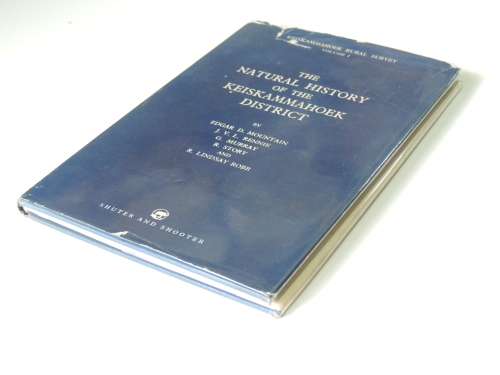 KEISKAMMAHOEK RURAL SURVEY
VOLUME I
THE
NATURAL HISTORY
OF THE
KEISKAMMAHOEK
DISTRICT
BY
EDGAR D. MOUNTAIN
J. V. L. RENNIE
G. MURRAY
R. STORY
AND
R. LINDSAY ROBB
SHUTER AND SHOOTER